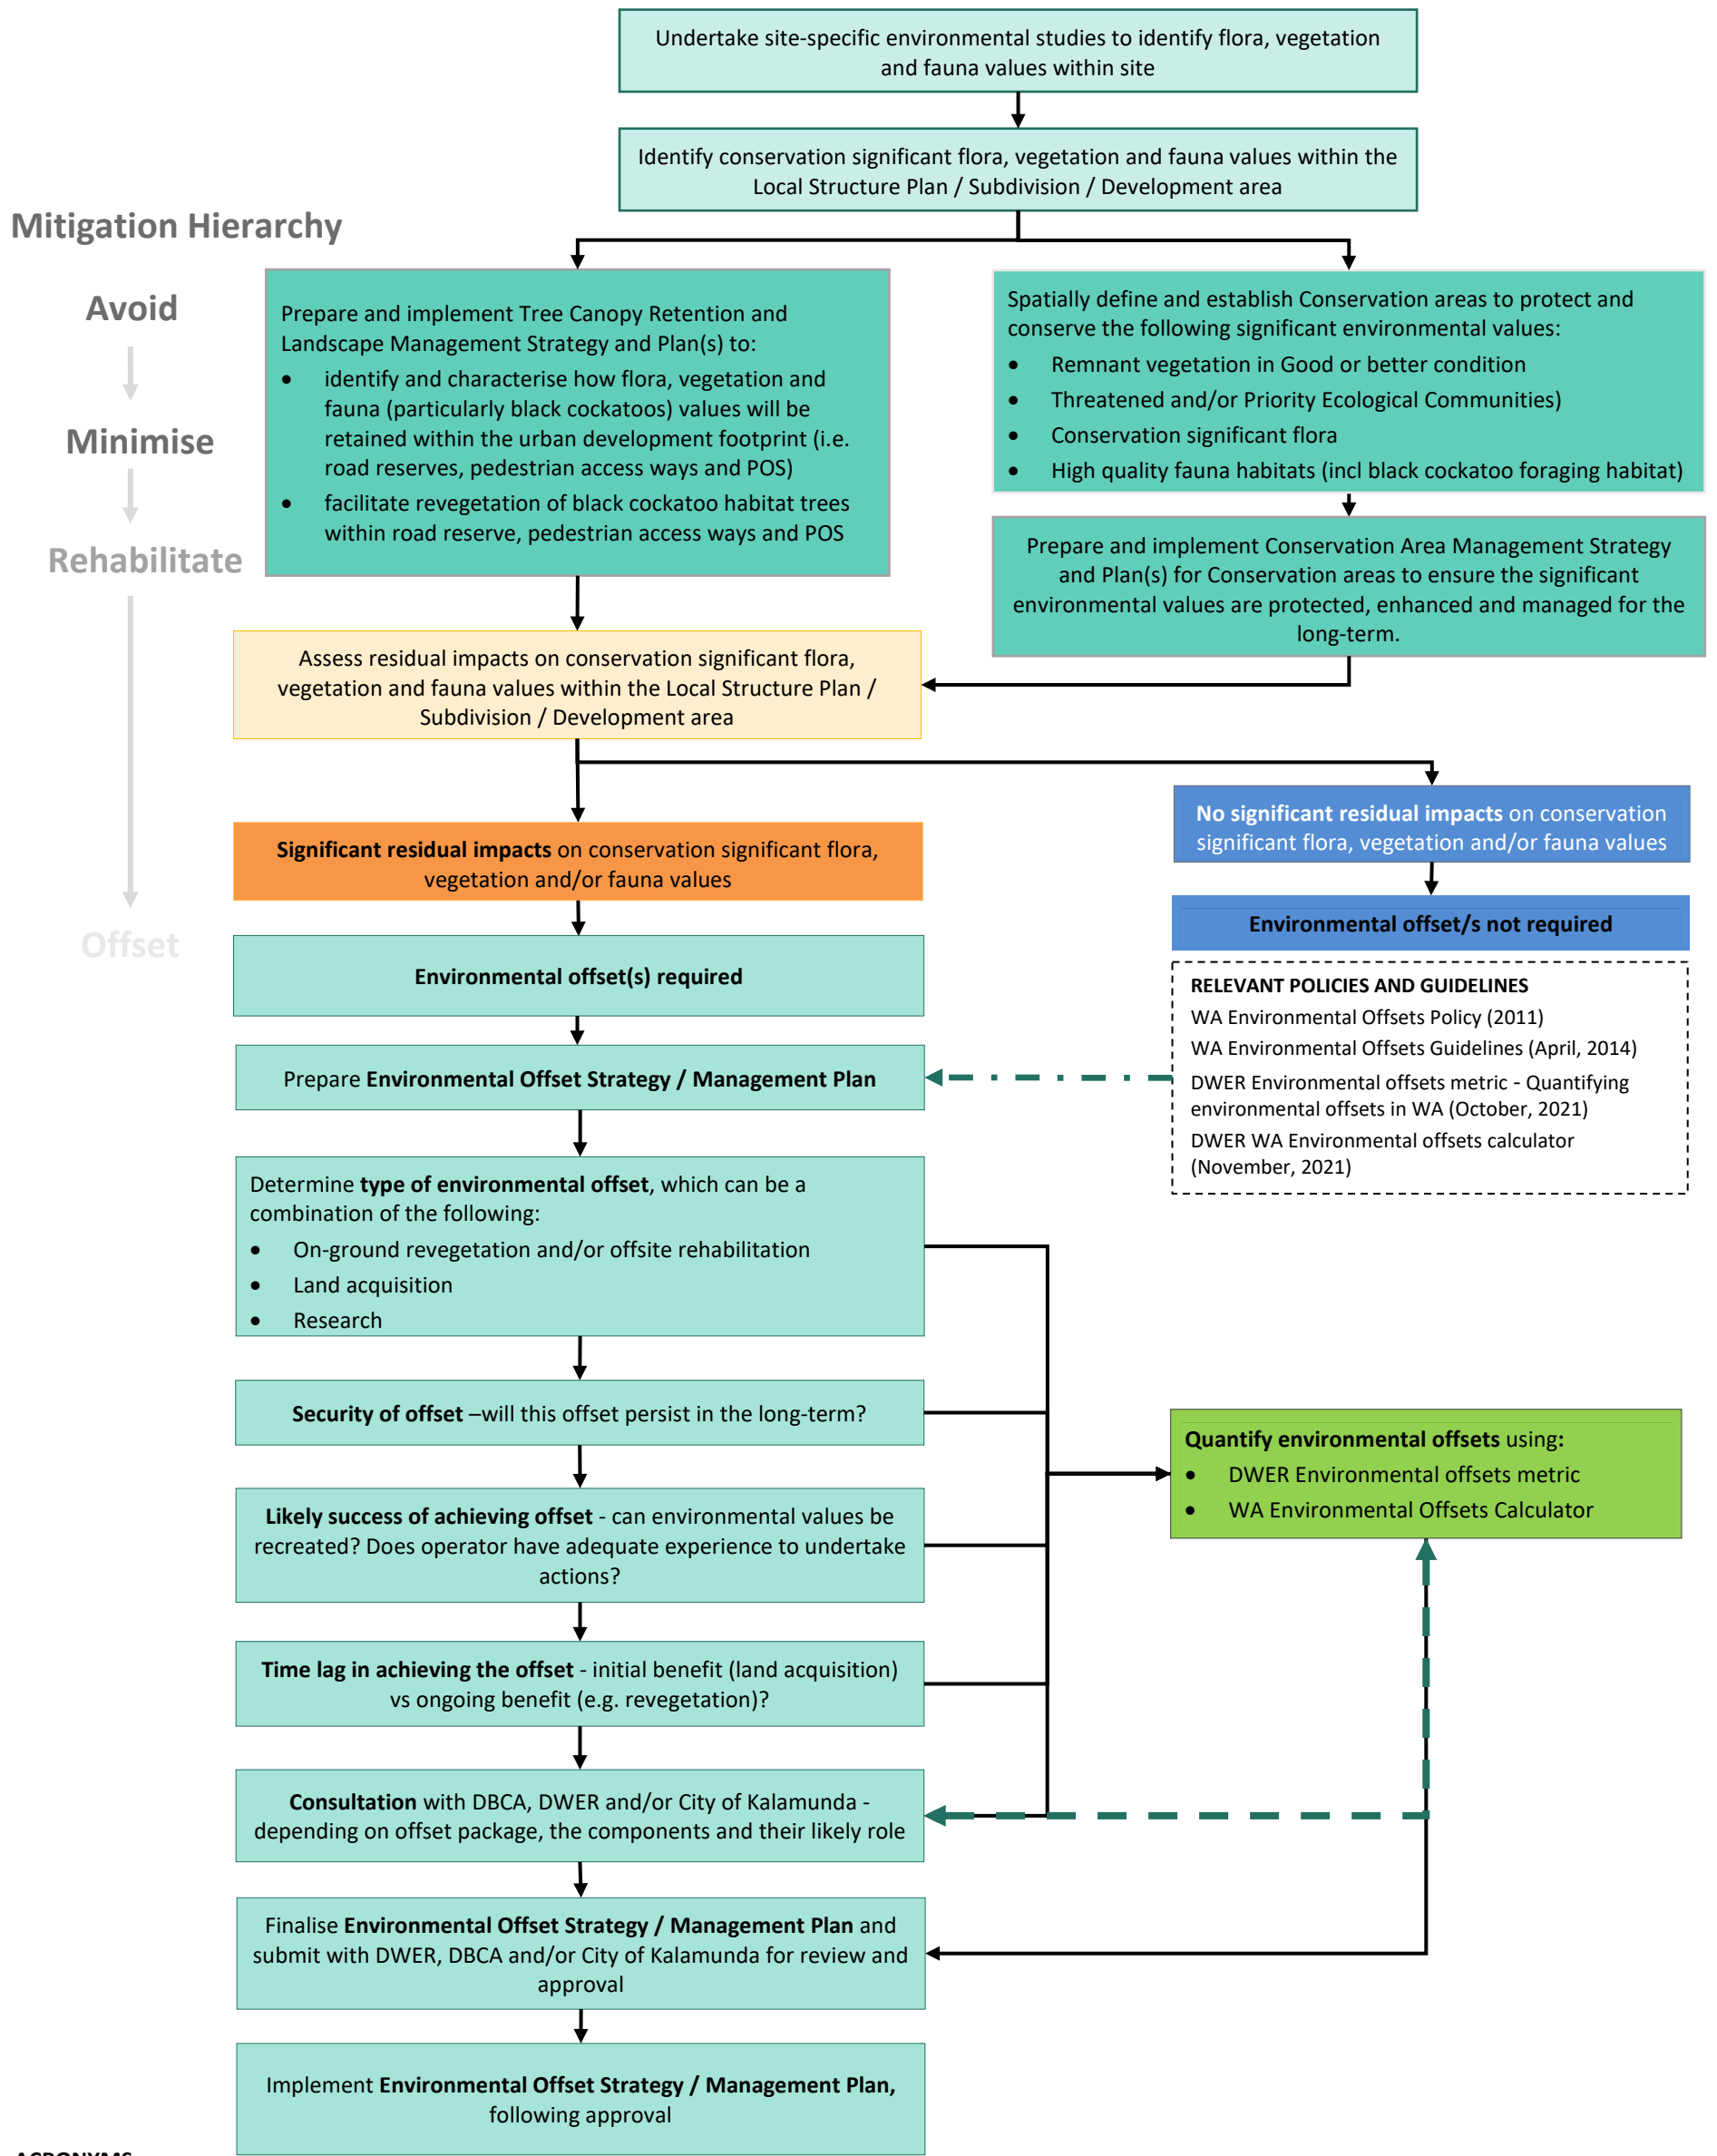 Undertake site-specific environmental studies to identify flora, vegetation
and fauna values within site
Identify conservation significant flora, vegetation and fauna values within the
Local Structure Plan / Subdivision / Development area
Mitigation Hierarchy
Avoid
Minimise
Rehabilitate
Offset
Prepare and implement Tree Canopy Retention and
Landscape Management Strategy and Plan(s) to:
• identify and characterise how flora, vegetation and
fauna (particularly black cockatoos) values will be
retained within the urban development footprint (i.e.
road reserves, pedestrian access ways and POS)
• facilitate revegetation of black cockatoo habitat trees
within road reserve, pedestrian access ways and POS
Spatially define and establish Conservation areas to protect and
conserve the following significant environmental values:
• Remnant vegetation in Good or better condition
• Threatened and/or Priority Ecological Communities)
• Conservation significant flora
• High quality fauna habitats (incl black cockatoo foraging habitat)
Prepare and implement Conservation Area Management Strategy
and Plan(s) for Conservation areas to ensure the significant
environmental values are protected, enhanced and managed for the
long-term.
Assess residual impacts on conservation significant flora,
vegetation and fauna values within the Local Structure Plan /
Subdivision / Development area
Significant residual impacts on conservation significant flora,
vegetation and/or fauna values
No significant residual impacts on conservation
significant flora, vegetation and/or fauna values
Environmental offset/s not required
Environmental offset(s) required
RELEVANT POLICIES AND GUIDELINES
WA Environmental Offsets Policy (2011)
WA Environmental Offsets Guidelines (April, 2014)
DWER Environmental offsets metric - Quantifying
environmental offsets in WA (October, 2021)
DWER WA Environmental offsets calculator
(November, 2021)
Prepare Environmental Offset Strategy / Management Plan
Determine type of environmental offset, which can be a
combination of the following:
• On-ground revegetation and/or offsite rehabilitation
• Land acquisition
• Research
Security of offset –will this offset persist in the long-term?
Quantify environmental offsets using:
• DWER Environmental offsets metric
• WA Environmental Offsets Calculator
Likely success of achieving offset - can environmental values be
recreated? Does operator have adequate experience to undertake
actions?
Time lag in achieving the offset - initial benefit (land acquisition)
vs ongoing benefit (e.g. revegetation)?
Consultation with DBCA, DWER and/or City of Kalamunda -
depending on offset package, the components and their likely role
Finalise Environmental Offset Strategy / Management Plan and
submit with DWER, DBCA and/or City of Kalamunda for review and
approval
Implement Environmental Offset Strategy / Management Plan,
following approval
ACRONYMS